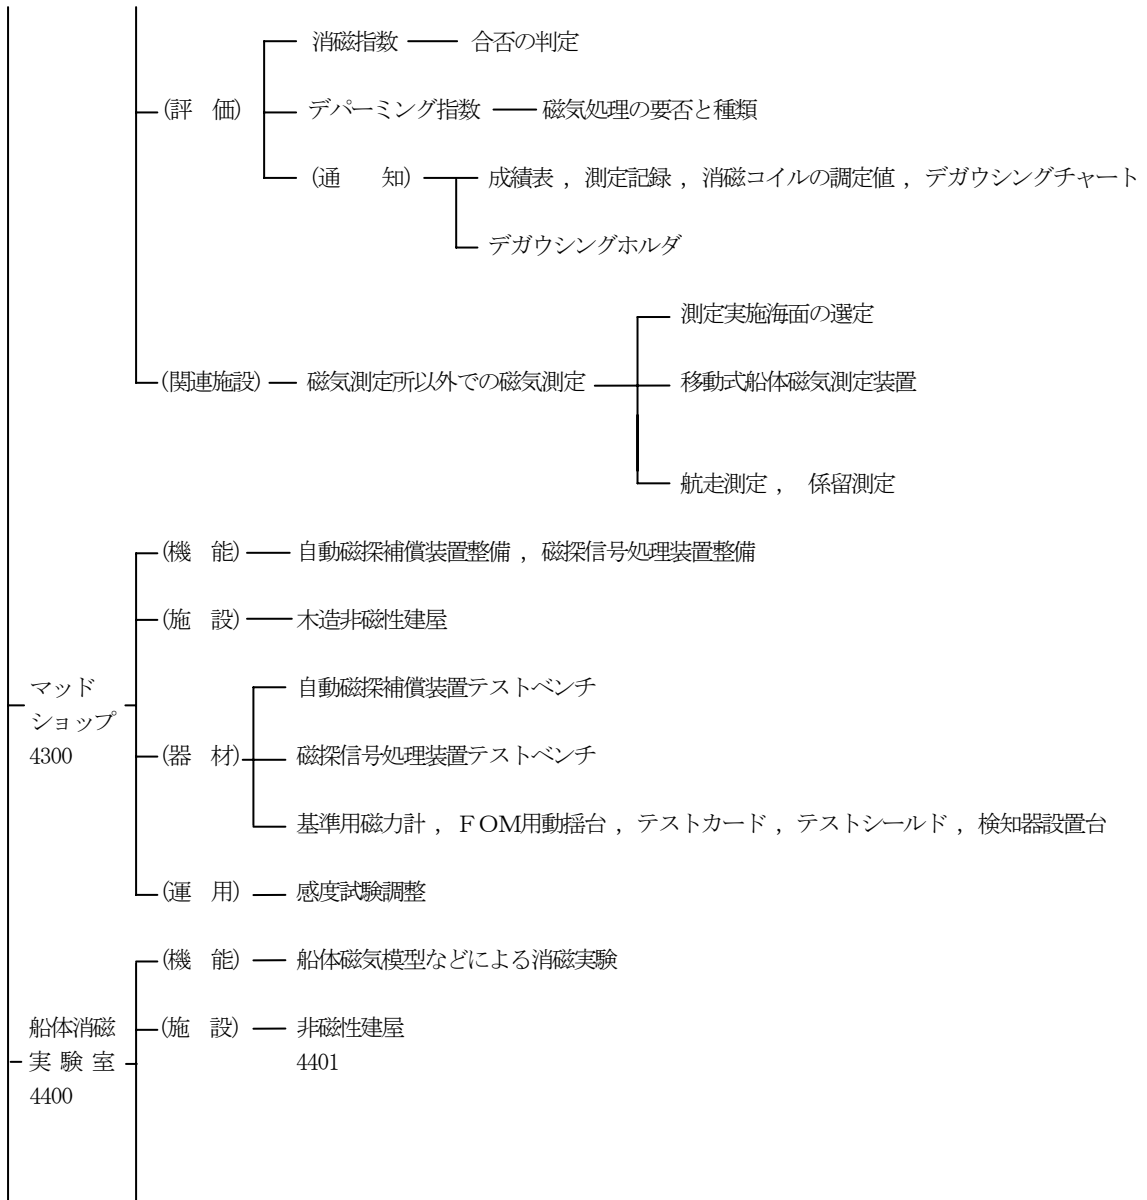 消磁指数 合否の判定
(評 価) デパーミング指数 磁気処理の要否と種類
(通 知) 成績表 , 測定記録 , 消磁コイルの調定値 , デガウシングチャート
デガウシングホルダ
測定実施海面の選定
(関連施設) 磁気測定所以外での磁気測定 移動式船体磁気測定装置
航走測定 , 係留測定
(機 能) 自動磁探補償装置整備 , 磁探信号処理装置整備
(施 設) 木造非磁性建屋
マッド
ショップ
4300
自動磁探補償装置テストベンチ
(器 材) 磁探信号処理装置テストベンチ
基準用磁力計 , FOM用動揺台 , テストカード , テストシールド , 検知器設置台
(運 用) 感度試験調整
(機 能) 船体磁気模型などによる消磁実験
船体消磁
実 験 室
4400
(施 設) 非磁性建屋
4401